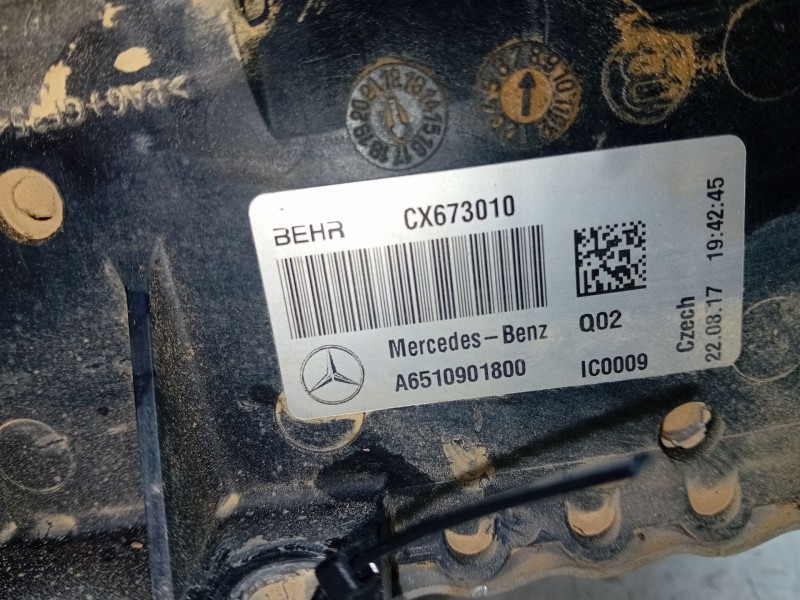 BEHR CX673010
Mercedes-Benz Q02
A6510901800 IC0009
Czech
22.08.17 19:42:45